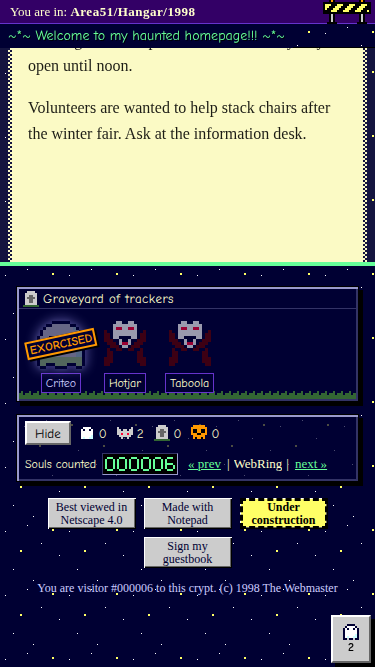 You are in: Area51/Hangar/1998
~*~ Welcome to my haunted homepage!!! ~*~
open until noon.
Volunteers are wanted to help stack chairs after
the winter fair. Ask at the information desk.
Graveyard of trackers
EXORCISED
Criteo Hotjar Taboola
Hide 0 2 0 0
Souls counted 000006 « prev | WebRing | next »
Best viewed in
Netscape 4.0
Made with
Notepad
Under
construction
Sign my
guestbook
You are visitor #000006 to this crypt. (c) 1998 The Webmaster
2